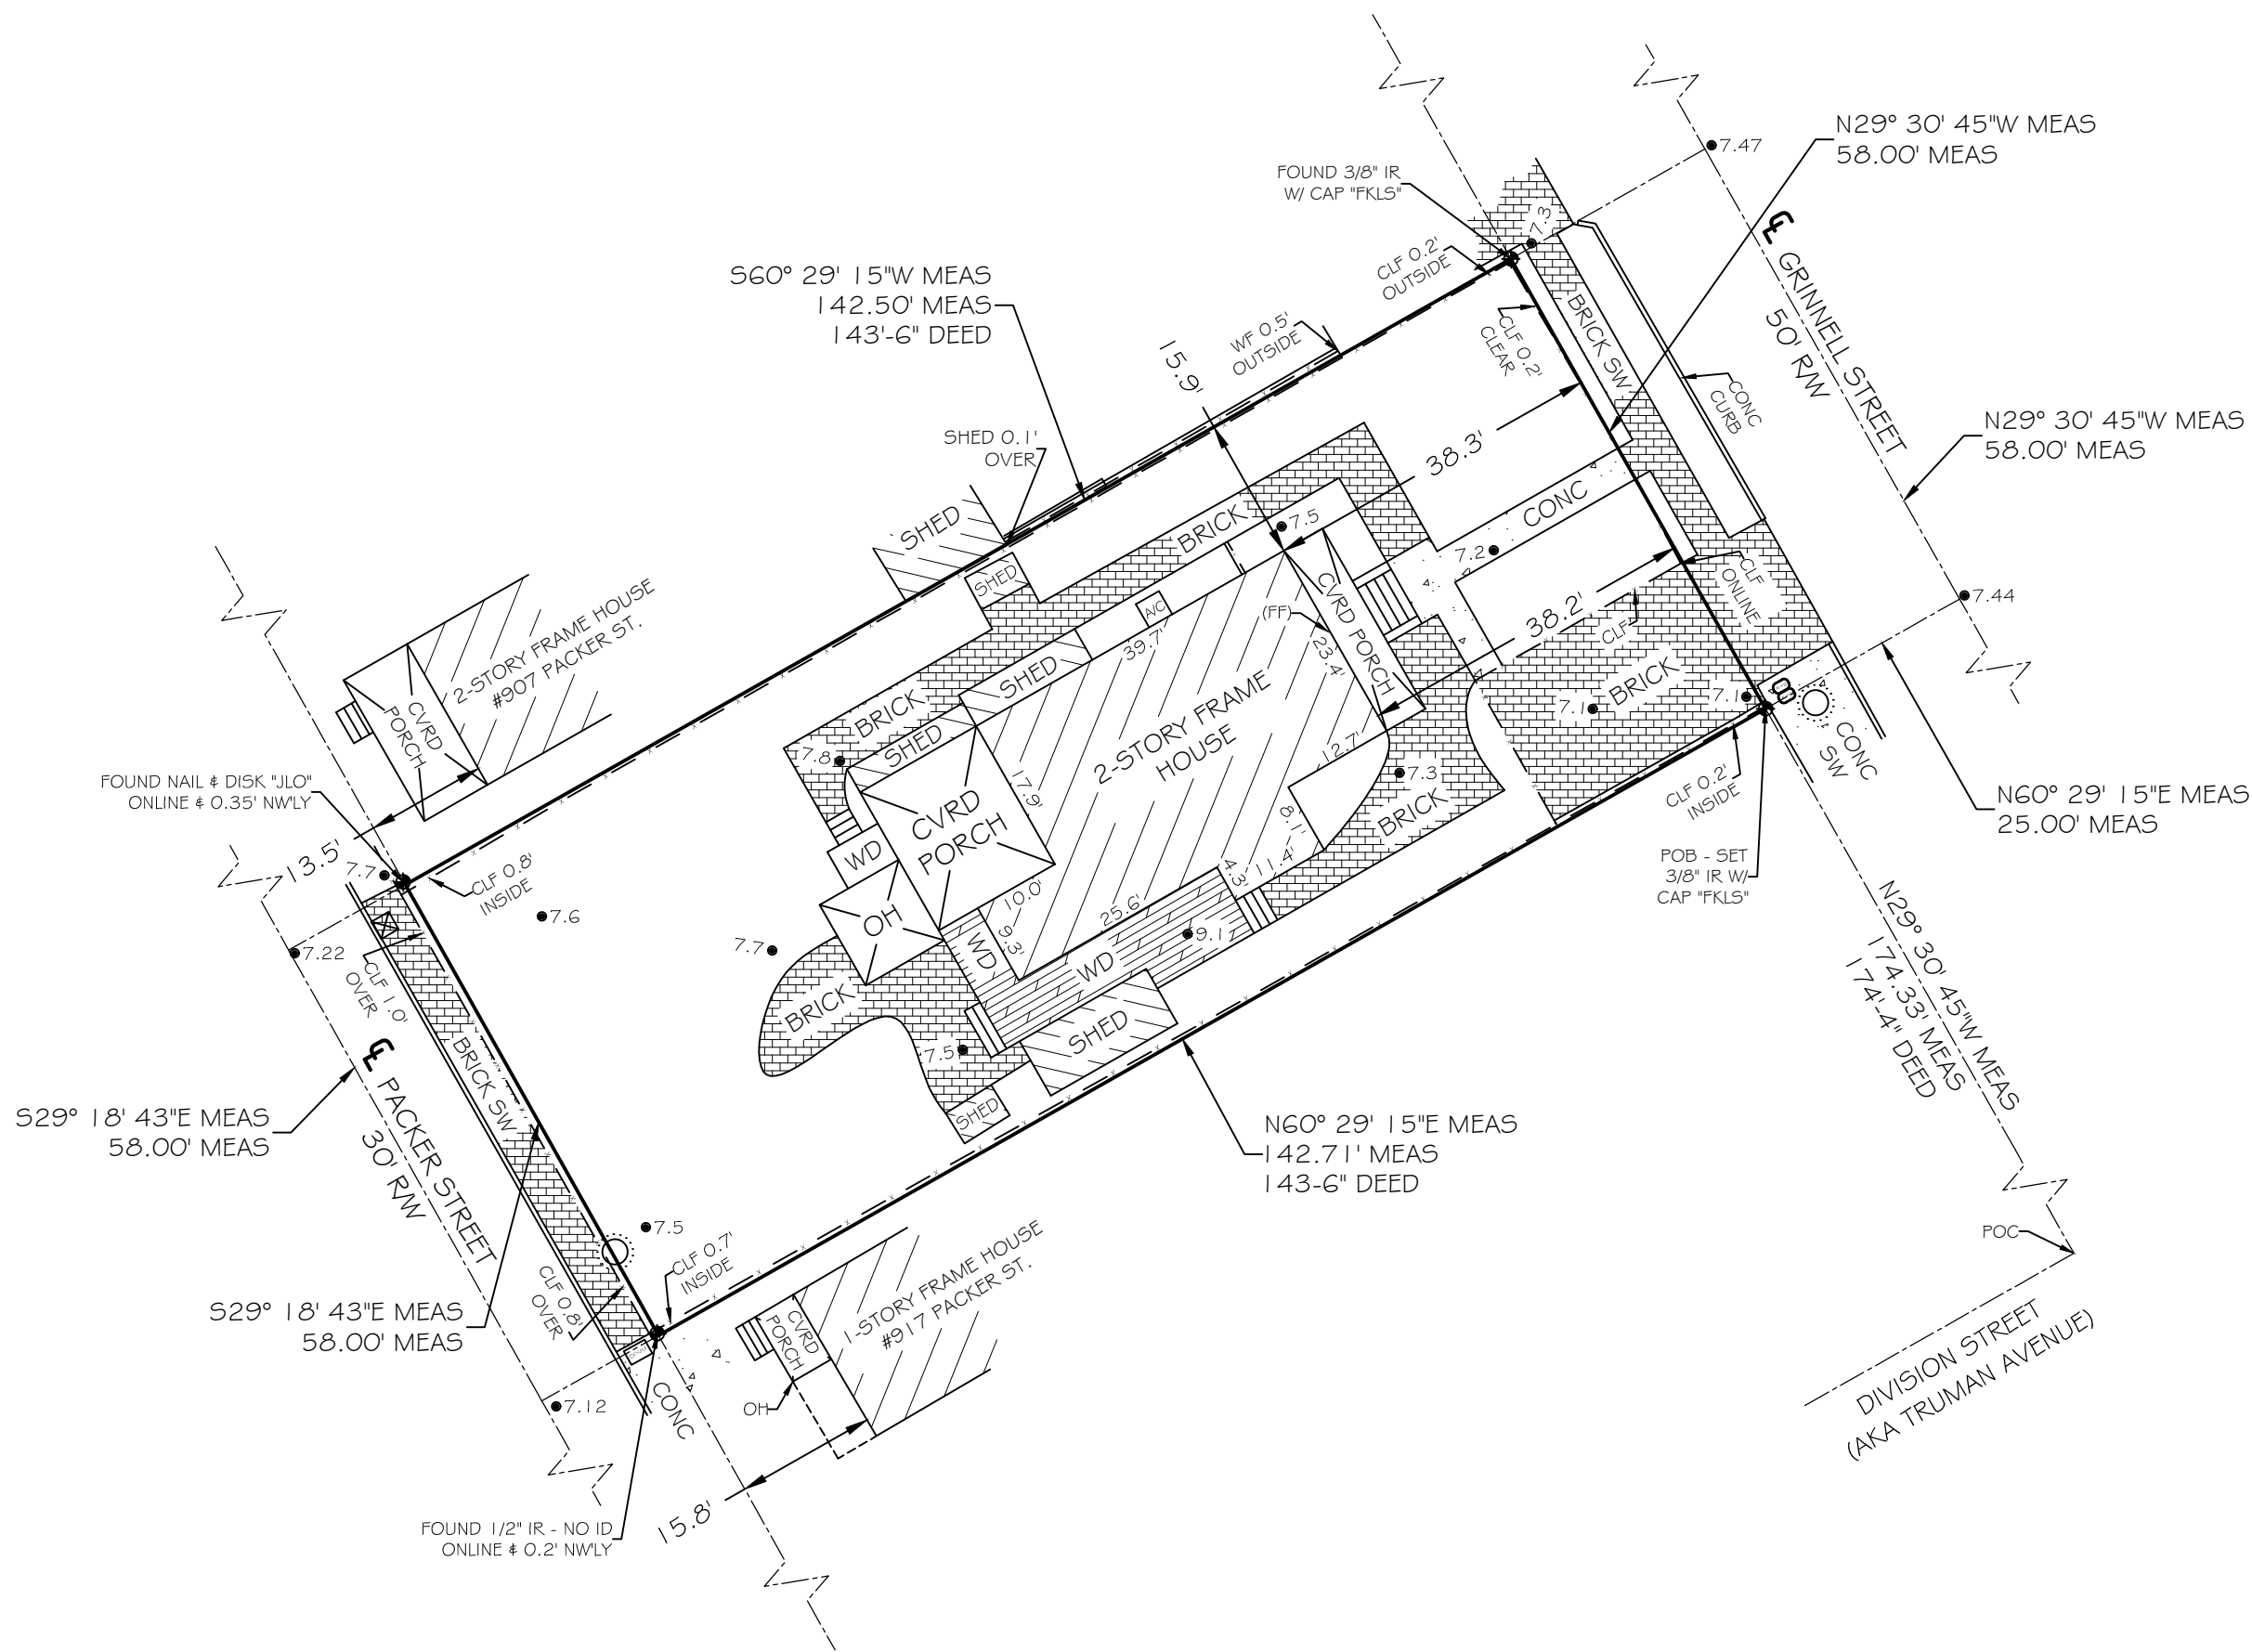 N29° 30' 45"W MEAS
58.00' MEAS
7.47
FOUND 3/8" IR
W/ CAP "FKLS"
7.3
CLF 0.2'
OUTSIDE
℄ GRINNELL STREET
50' R/W
S60° 29' 15"W MEAS
142.50' MEAS
143'-6" DEED
WF 0.5'
OUTSIDE
15.9'
CLF 0.2'
CLEAR
BRICK SW
CONC
CURB
N29° 30' 45"W MEAS
58.00' MEAS
SHED 0.1'
OVER
38.3'
SHED
BRICK
7.5
CONC
7.2
SHED
A/C
(FF)
CVRD PORCH
23.4'
38.2'
CLF
CLF
ONLINE
7.44
2-STORY FRAME HOUSE
#907 PACKER ST.
CVRD
PORCH
39.7'
SHED
BRICK
7.1
7.1
8
CONC
SW
BRICK
SHED
7.8
2-STORY FRAME
HOUSE
12.7'
7.3
BRICK
8.1'
17.9'
CVRD
PORCH
WD
CLF 0.2'
INSIDE
N60° 29' 15"E MEAS
25.00' MEAS
FOUND NAIL & DISK "JLO"
ONLINE & 0.35' NW'LY
13.5'
7.7
CLF 0.8'
INSIDE
POB - SET
3/8" IR W/
CAP "FKLS"
4.3'
11.4'
10.0'
25.6'
OH
7.6
7.7
9.3'
WD
WD
9.1
7.22
CLF 1.0'
OVER
BRICK
N29° 30' 45"W MEAS
174.33' MEAS
174'-4" DEED
7.5
SHED
SHED
BRICK SW
℄ PACKER STREET
30' R/W
S29° 18' 43"E MEAS
58.00' MEAS
N60° 29' 15"E MEAS
142.71' MEAS
143-6" DEED
7.5
CLF 0.7'
INSIDE
1-STORY FRAME HOUSE
#917 PACKER ST.
CVRD
PORCH
POC
CLF 0.8'
OVER
S29° 18' 43"E MEAS
58.00' MEAS
DIVISION STREET
(AKA TRUMAN AVENUE)
7.12
CONC
OH
15.8'
FOUND 1/2" IR - NO ID
ONLINE & 0.2' NW'LY